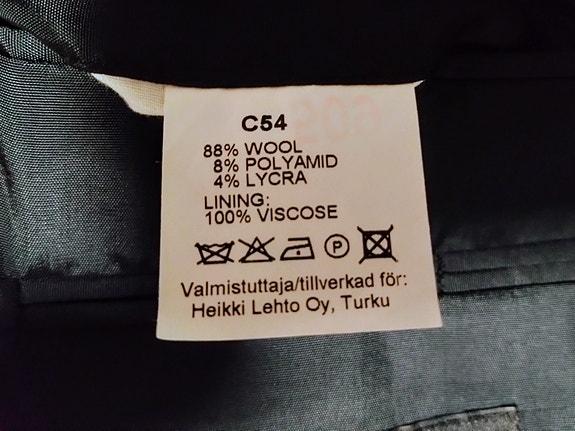 C54
88% WOOL
8% POLYAMID
4% LYCRA
LINING:
100% VISCOSE
P
Valmistuttaja/tillverkad för:
Heikki Lehto Oy, Turku